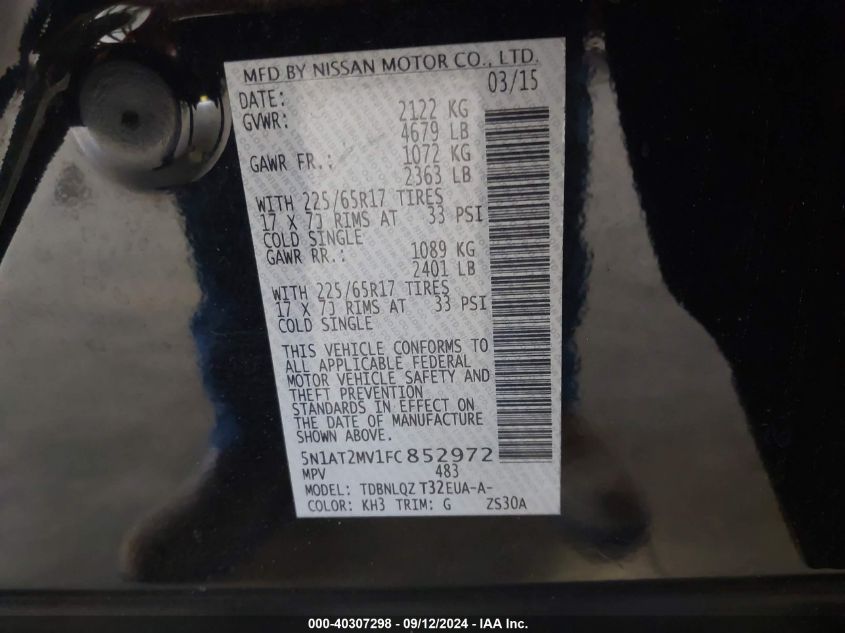 MFD BY NISSAN MOTOR CO., LTD.
DATE: 03/15
GVWR: 2122 KG
4679 LB
GAWR FR.: 1072 KG
2363 LB
WITH 225/65R17 TIRES
17 X 7J RIMS AT 33 PSI
COLD SINGLE
GAWR RR.: 1089 KG
2401 LB
WITH 225/65R17 TIRES
17 X 7J RIMS AT 33 PSI
COLD SINGLE
THIS VEHICLE CONFORMS TO
ALL APPLICABLE FEDERAL
MOTOR VEHICLE SAFETY AND
THEFT PREVENTION
STANDARDS IN EFFECT ON
THE DATE OF MANUFACTURE
SHOWN ABOVE.
5N1AT2MV1FC852972
MPV 483
MODEL: TDBNLQZ T32EUA-A-
COLOR: KH3 TRIM: G ZS30A
000-40307298 - 09/12/2024 - IAA Inc.